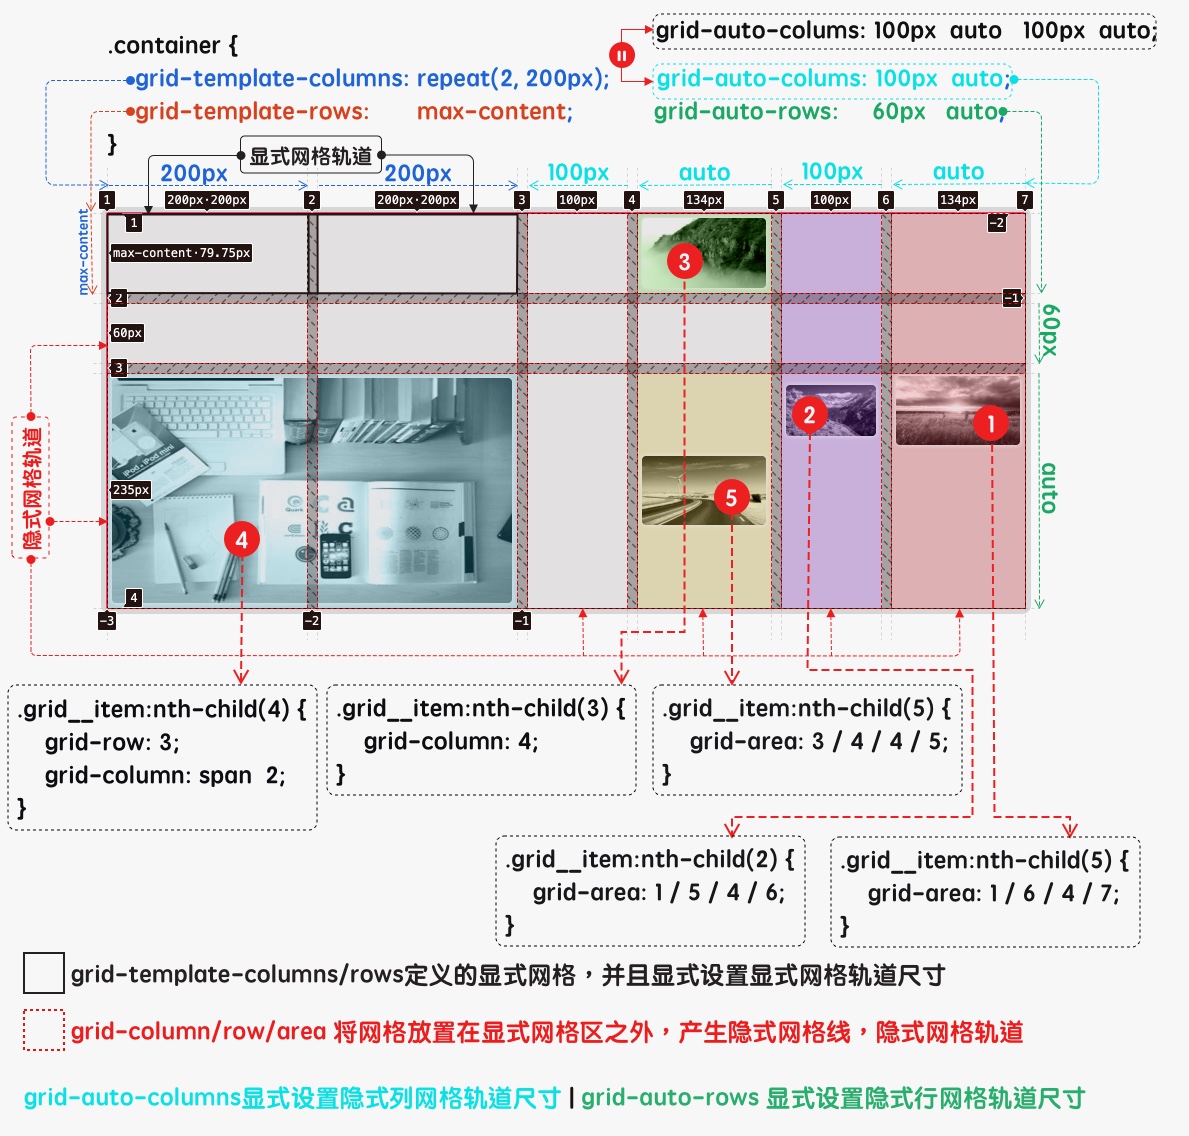 .container {
grid-template-columns: repeat(2, 200px);
grid-template-rows: max-content;
}
grid-auto-colums: 100px auto 100px auto;
grid-auto-colums: 100px auto;
grid-auto-rows: 60px auto;
显式网格轨道
200px 200px 100px auto 100px auto
1 200px·200px 2 200px·200px 3 100px 4 134px 5 100px 6 134px 7
max-content
1 -2
max-content·79.75px
3
2 -1
60px
60px
3
隐式网格轨道
235px
2
1
5
4
auto
4
-3 -2 -1
.grid__item:nth-child(4) {
grid-row: 3;
grid-column: span 2;
}
.grid__item:nth-child(3) {
grid-column: 4;
}
.grid__item:nth-child(5) {
grid-area: 3 / 4 / 4 / 5;
}
.grid__item:nth-child(2) {
grid-area: 1 / 5 / 4 / 6;
}
.grid__item:nth-child(5) {
grid-area: 1 / 6 / 4 / 7;
}
grid-template-columns/rows定义的显式网格，并且显式设置显式网格轨道尺寸
grid-column/row/area 将网格放置在显式网格区之外，产生隐式网格线，隐式网格轨道
grid-auto-columns显式设置隐式列网格轨道尺寸 | grid-auto-rows 显式设置隐式行网格轨道尺寸